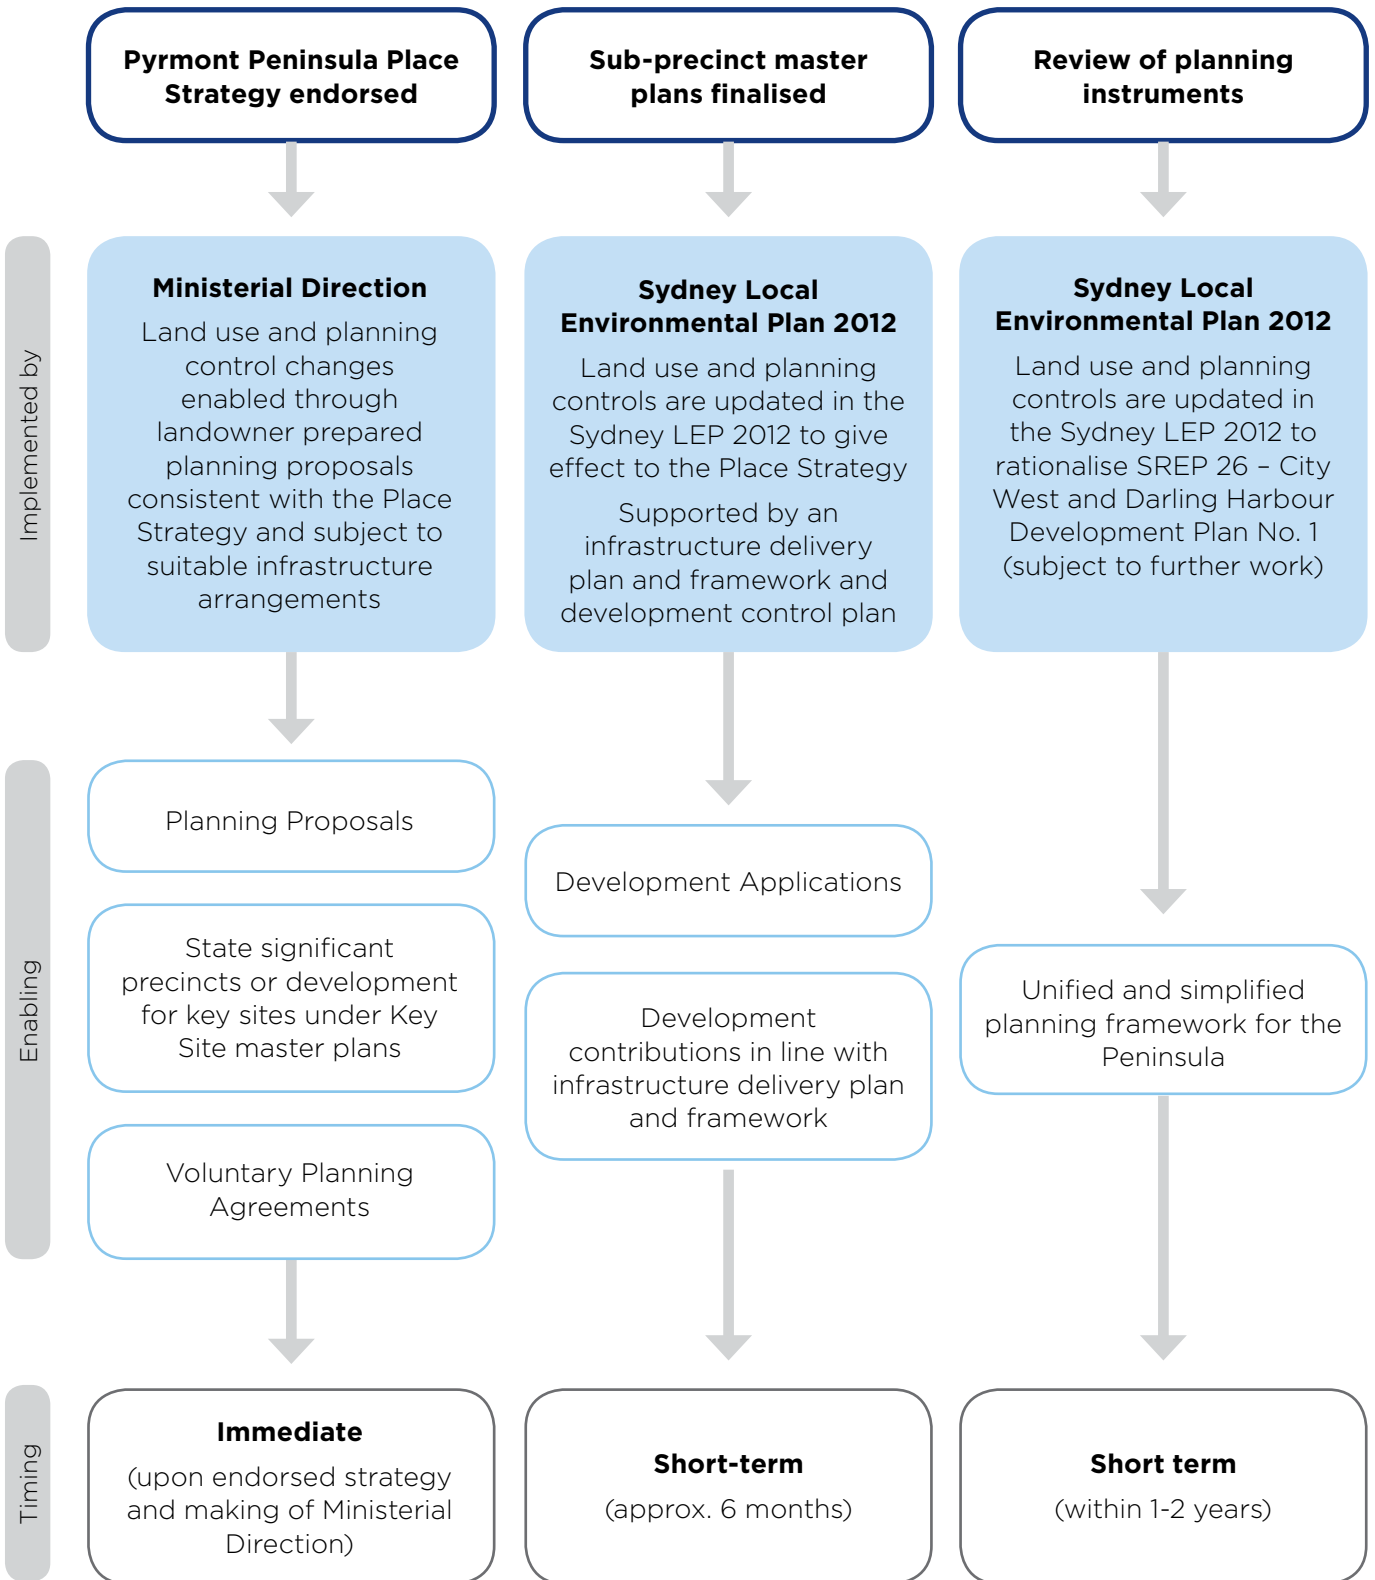 Pyrmont Peninsula Place
Strategy endorsed
Sub-precinct master
plans finalised
Review of planning
instruments
Implemented by
Ministerial Direction
Land use and planning
control changes
enabled through
landowner prepared
planning proposals
consistent with the Place
Strategy and subject to
suitable infrastructure
arrangements
Sydney Local
Environmental Plan 2012
Land use and planning
controls are updated in the
Sydney LEP 2012 to give
effect to the Place Strategy
Supported by an
infrastructure delivery
plan and framework and
development control plan
Sydney Local
Environmental Plan 2012
Land use and planning
controls are updated in
the Sydney LEP 2012 to
rationalise SREP 26 – City
West and Darling Harbour
Development Plan No. 1
(subject to further work)
Enabling
Planning Proposals
State significant
precincts or development
for key sites under Key
Site master plans
Voluntary Planning
Agreements
Development Applications
Development
contributions in line with
infrastructure delivery plan
and framework
Unified and simplified
planning framework for the
Peninsula
Timing
Immediate
(upon endorsed strategy
and making of Ministerial
Direction)
Short-term
(approx. 6 months)
Short term
(within 1-2 years)